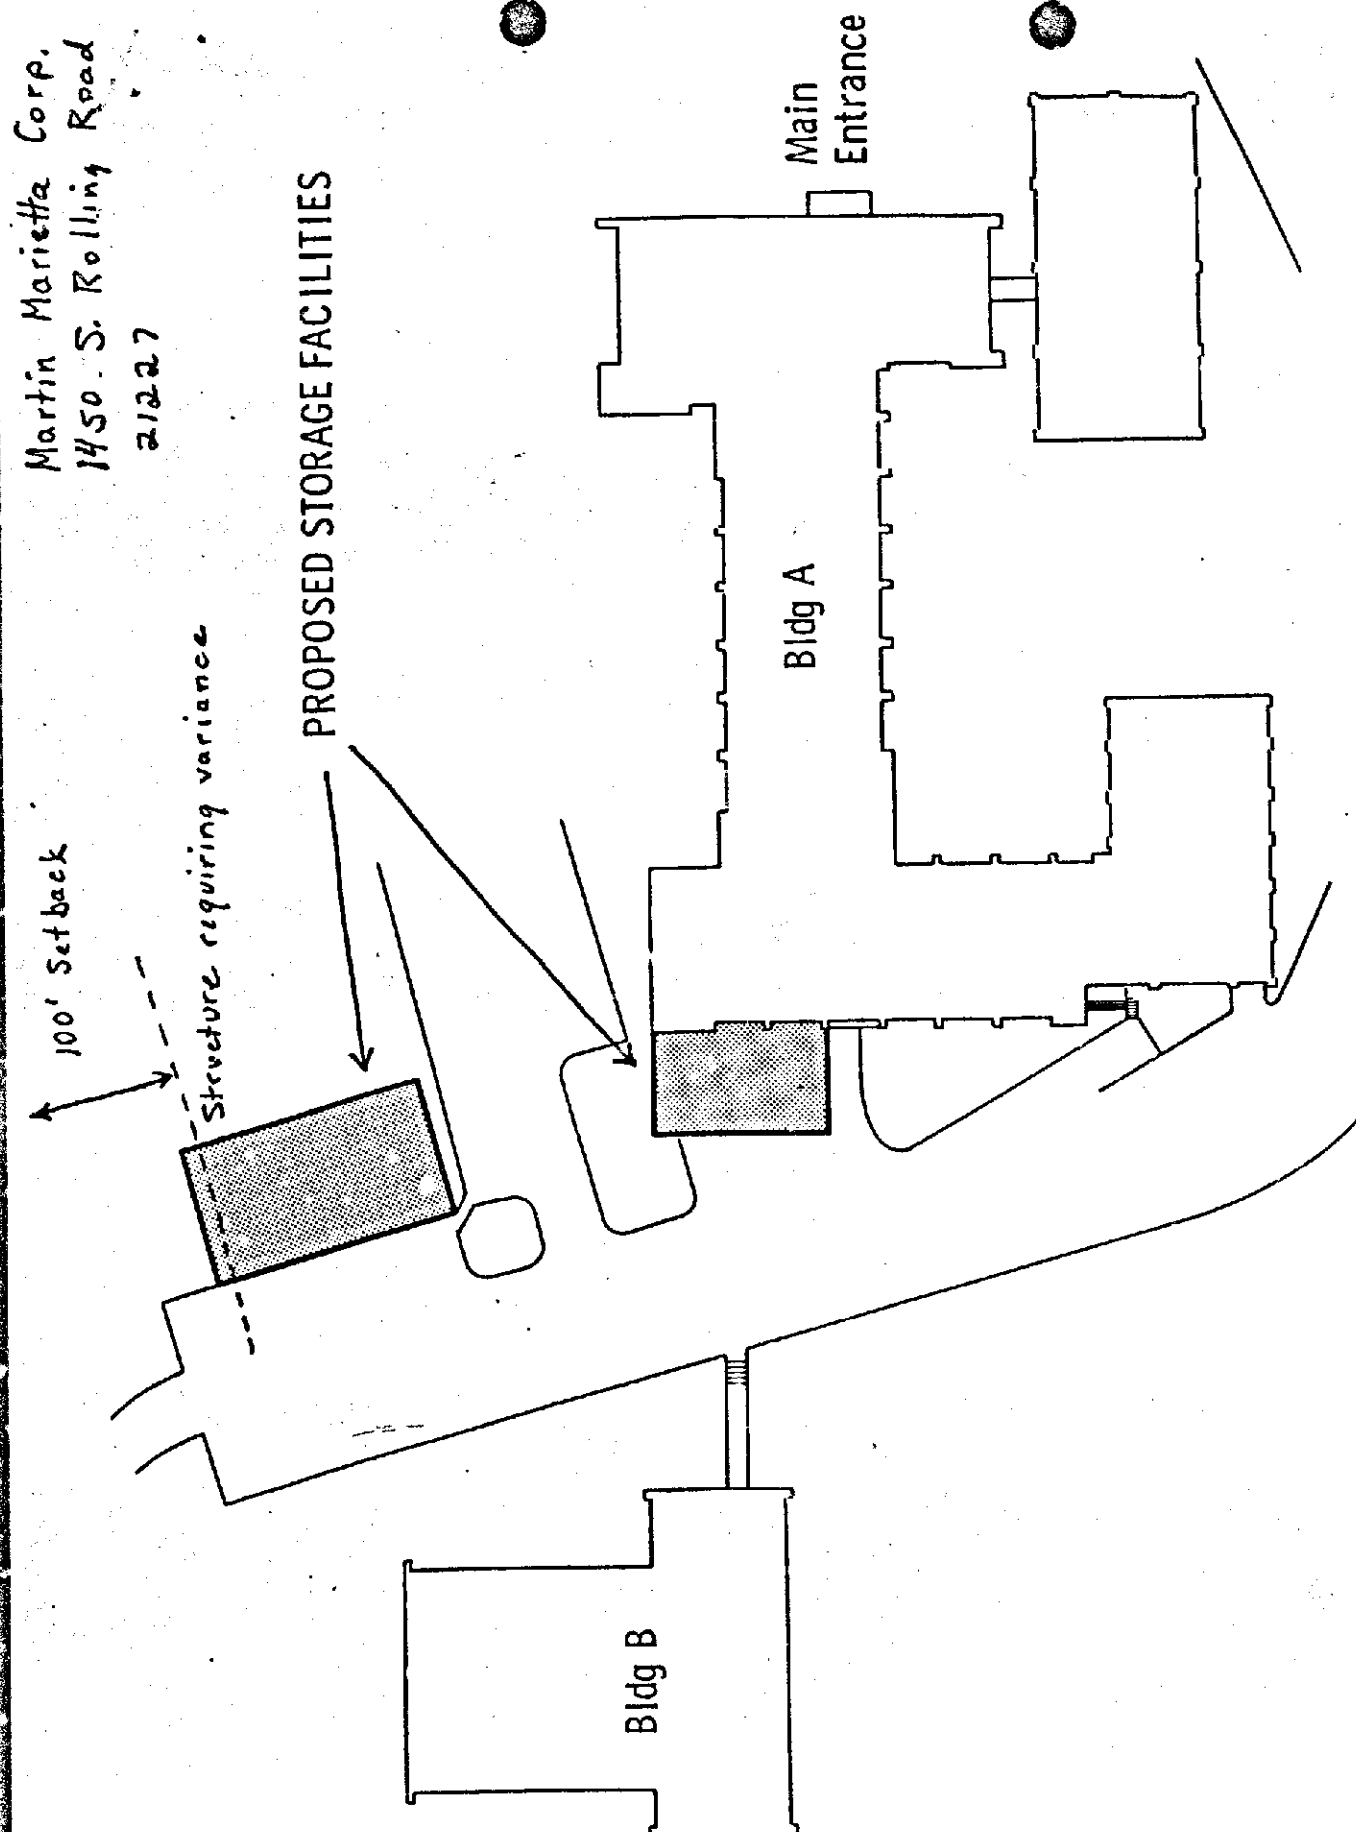 Martin Marietta Corp.
1450 S. Rolling Road
21227
100' Setback
Structure requiring variance
PROPOSED STORAGE FACILITIES
Main
Entrance
Bldg A
Bldg B